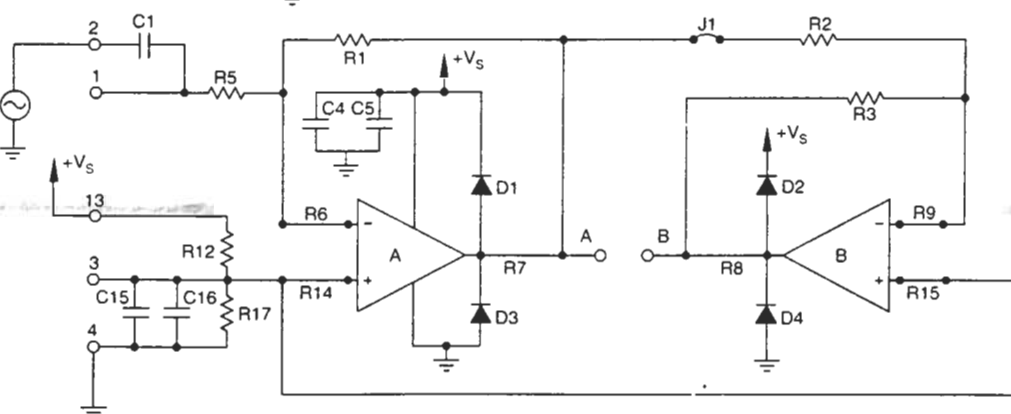 C1
J1
R2
2
R1
+VS
1
R5
C4 C5
R3
+VS
+VS
13
D1
D2
R6
−
−
R9
R12
A
A
B
B
3
R7
R8
+
+
C15
C16
R14
R15
R17
4
D3
D4